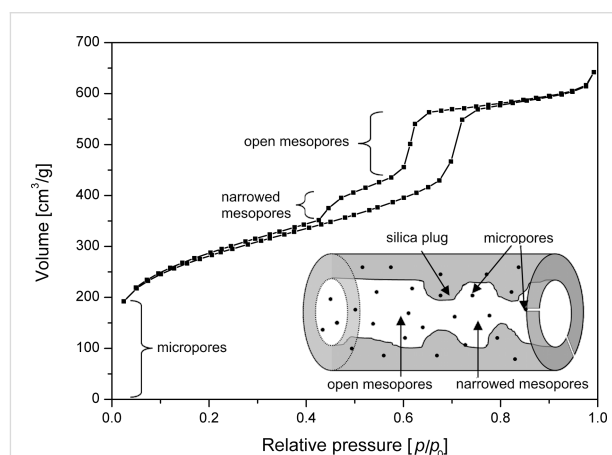 700
600
500
400
300
200
100
0
Volume [cm³/g]
open mesopores
narrowed
mesopores
micropores
silica plug
micropores
open mesopores
narrowed mesopores
0.0
0.2
0.4
0.6
0.8
1.0
Relative pressure [p/p₀]